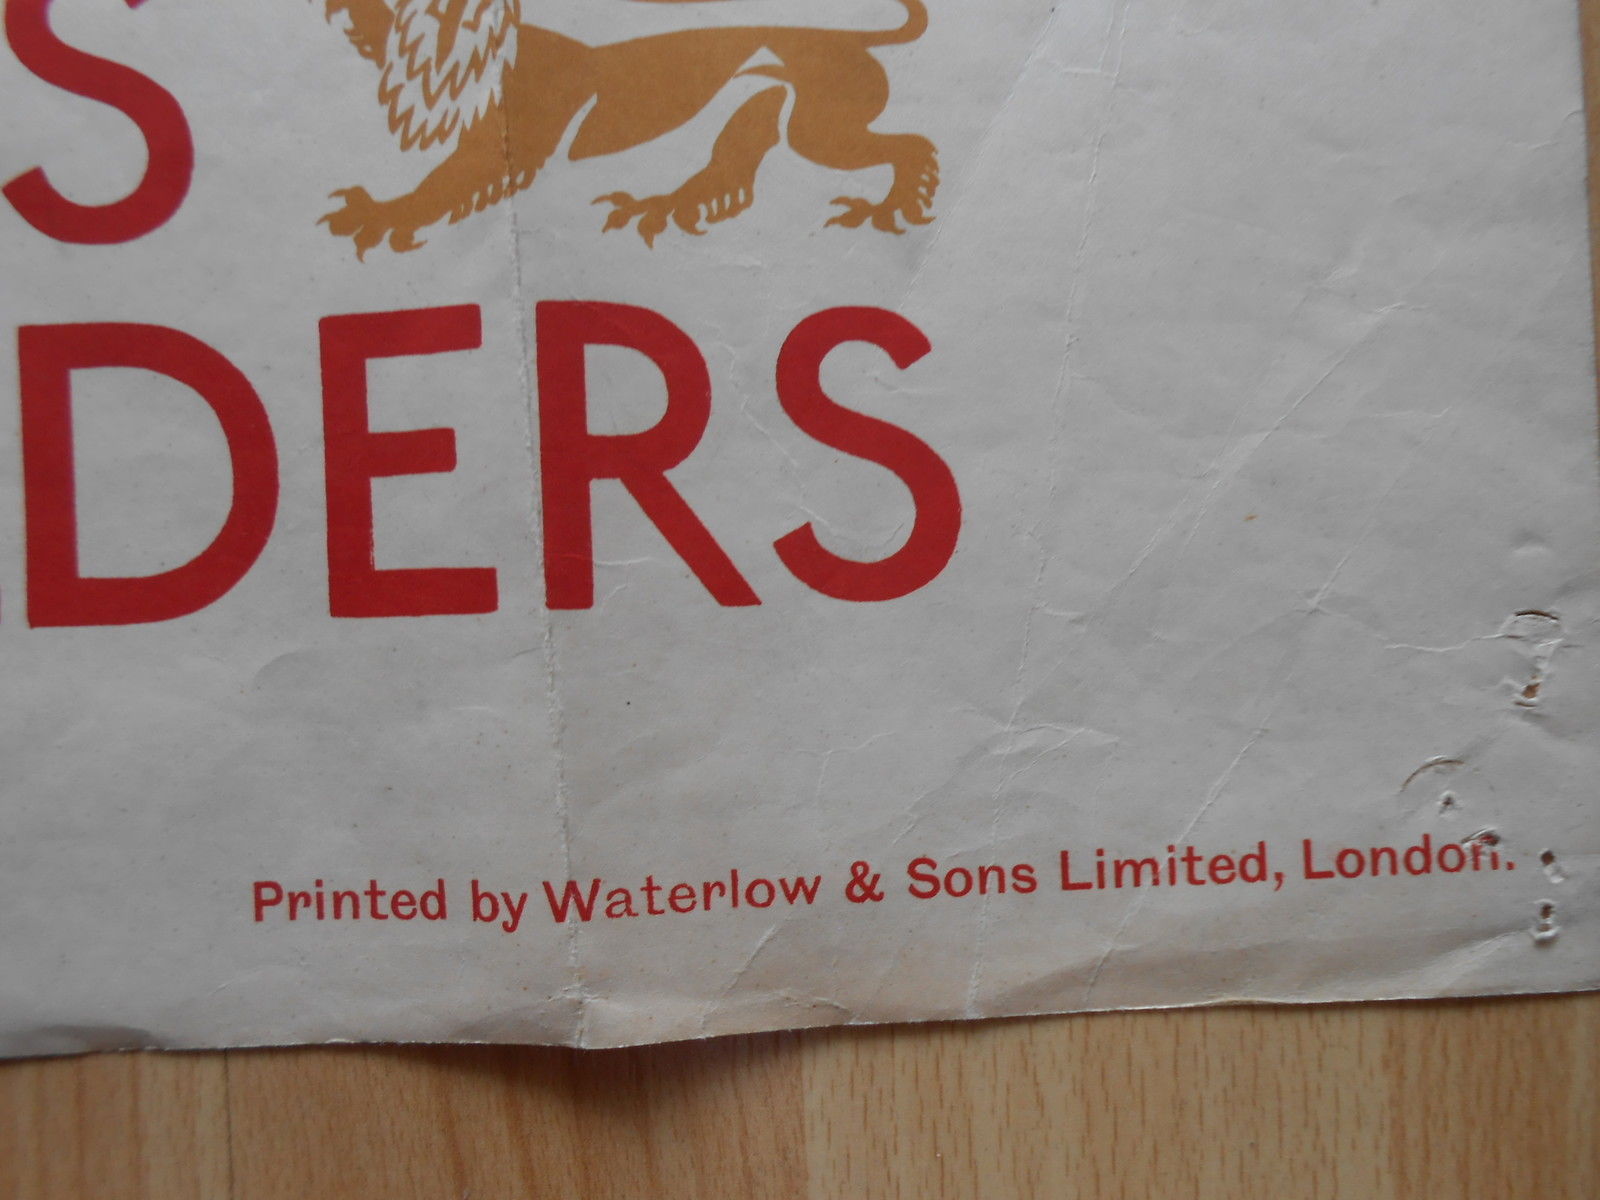 S
DERS
Printed by Waterlow & Sons Limited, London.